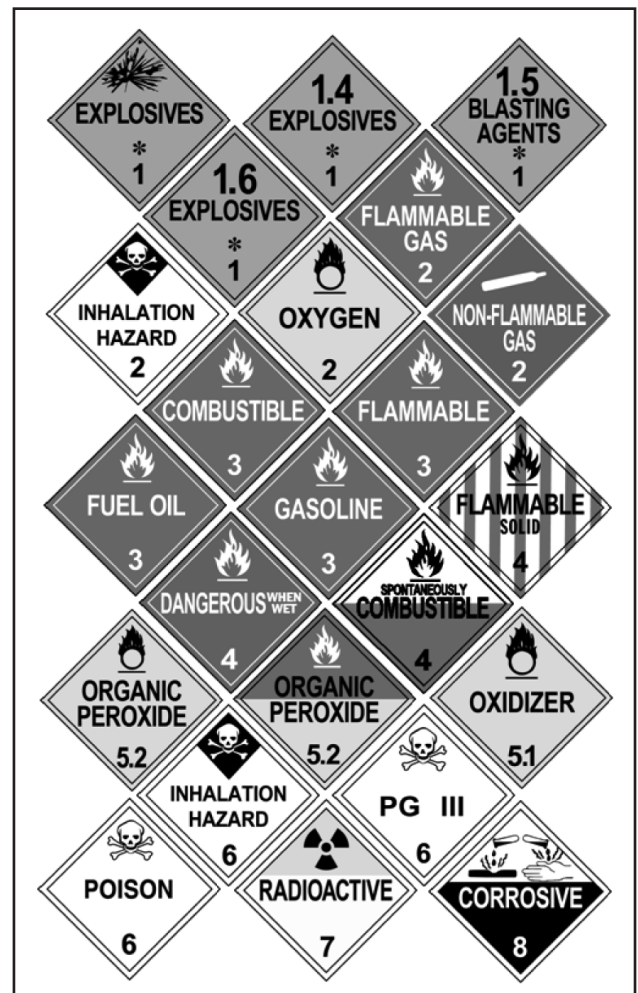 EXPLOSIVES
*
1
1.4
EXPLOSIVES
*
1
1.5
BLASTING
AGENTS
*
1
1.6
EXPLOSIVES
*
1
FLAMMABLE
GAS
2
INHALATION
HAZARD
2
OXYGEN
2
NON-FLAMMABLE
GAS
2
COMBUSTIBLE
3
FLAMMABLE
3
FUEL OIL
3
GASOLINE
3
FLAMMABLE
SOLID
4
DANGEROUS WHEN
WET
4
SPONTANEOUSLY
COMBUSTIBLE
4
ORGANIC
PEROXIDE
5.2
ORGANIC
PEROXIDE
5.2
OXIDIZER
5.1
INHALATION
HAZARD
6
PG III
6
POISON
6
RADIOACTIVE
7
CORROSIVE
8